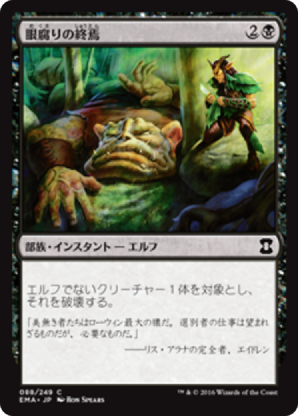 眼腐りの終焉 2
部族・インスタント ― エルフ
エルフでないクリーチャー1体を対象とし、
それを破壊する。
「美無き者たちはローウィン最大の嫌だ。 選別者の仕事は望まれ
ざるものだが、必要なものだ。」
――リス・アラナの完全者、エイドレン
088/249 C
EMA・JP Ron Spears
™ & © 2016 Wizards of the Coast